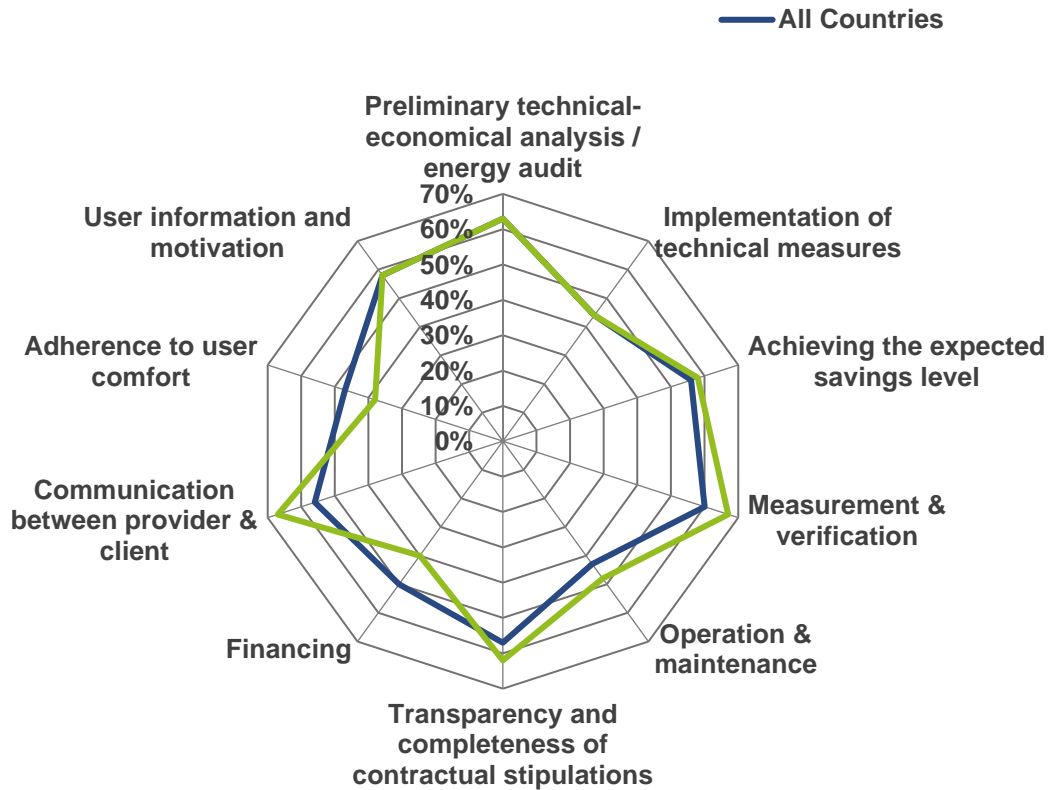 All Countries
Preliminary technical-
economical analysis /
energy audit
70%
60%
50%
40%
30%
20%
10%
0%
Implementation of
technical measures
Achieving the expected
savings level
Measurement &
verification
Operation &
maintenance
Transparency and
completeness of
contractual stipulations
Financing
Communication
between provider &
client
Adherence to user
comfort
User information and
motivation